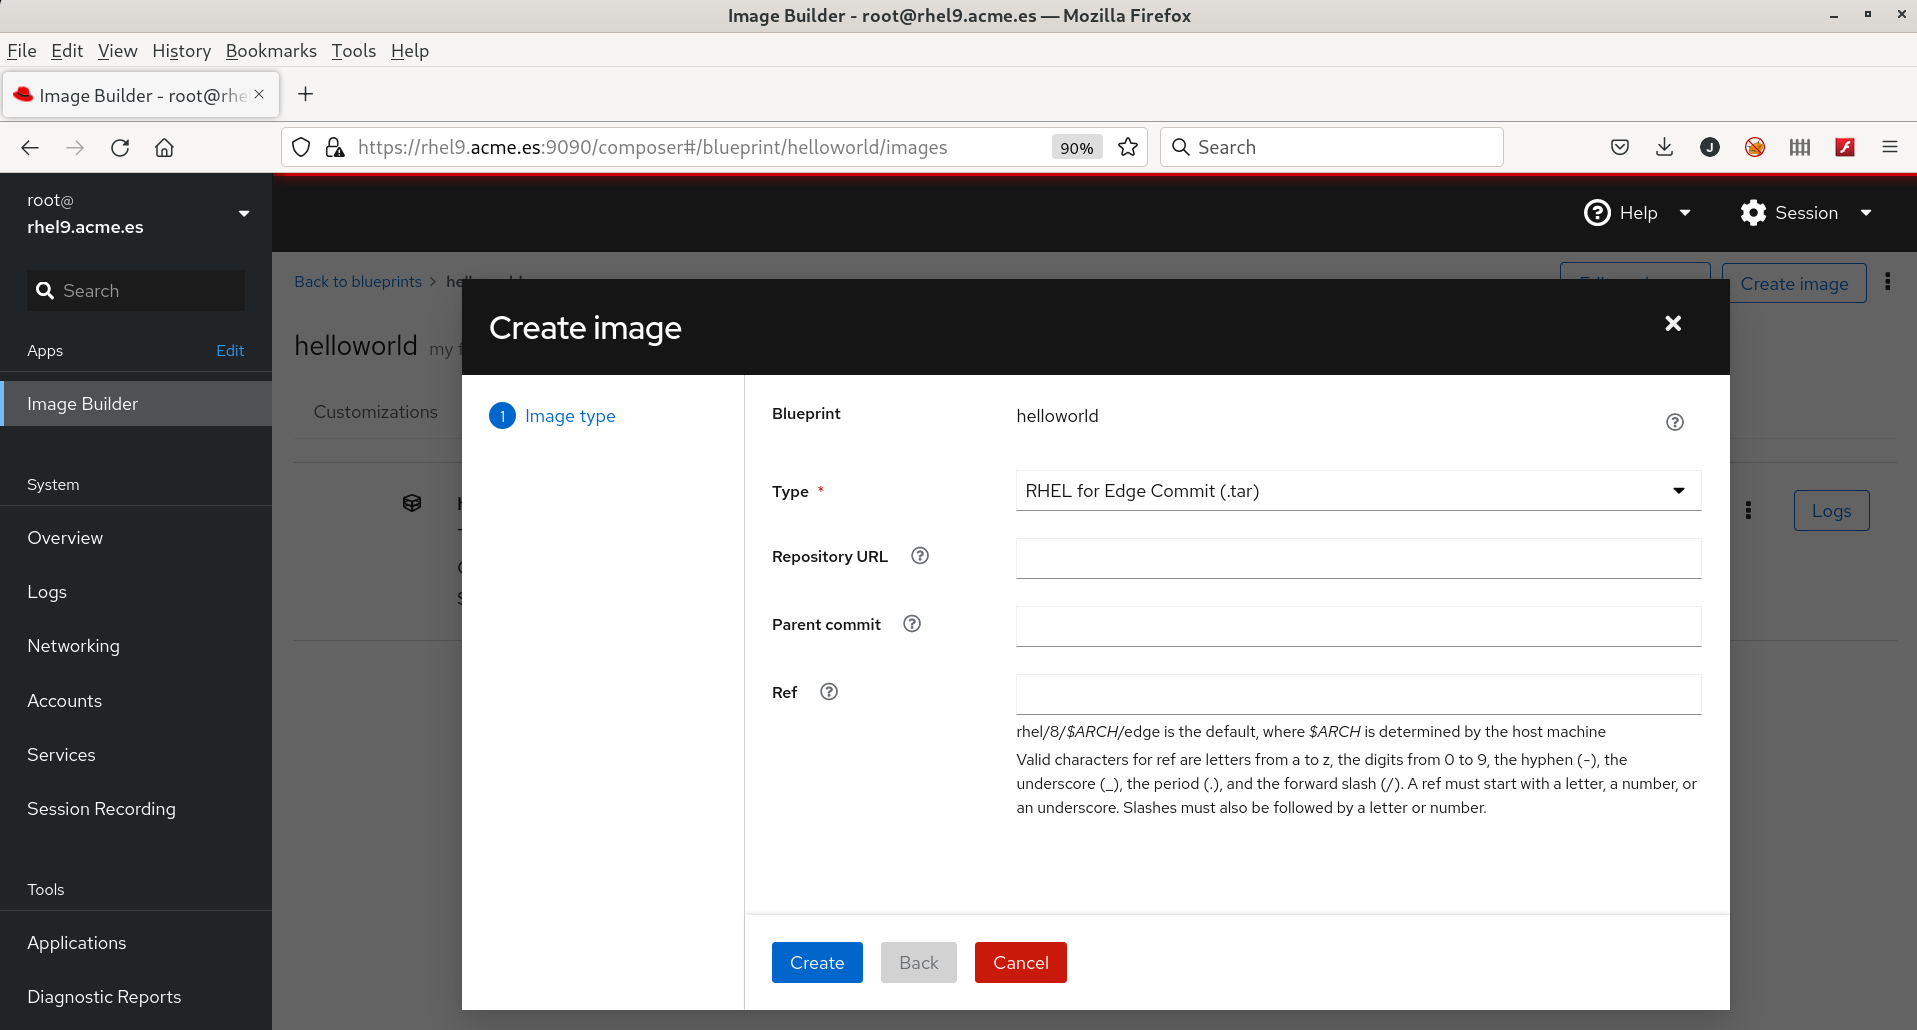 Image Builder - root@rhel9.acme.es — Mozilla Firefox
File Edit View History Bookmarks Tools Help
Image Builder - root@rhe
https://rhel9.acme.es:9090/composer#/blueprint/helloworld/images 90% Search
root@
rhel9.acme.es
Help Session
Search
Back to blueprints
Create image
helloworld my
Customizations
Logs
Apps Edit
Image Builder
System
Overview
Logs
Networking
Accounts
Services
Session Recording
Tools
Applications
Diagnostic Reports
Create image
1 Image type
Blueprint helloworld
Type * RHEL for Edge Commit (.tar)
Repository URL
Parent commit
Ref
rhel/8/$ARCH/edge is the default, where $ARCH is determined by the host machine
Valid characters for ref are letters from a to z, the digits from 0 to 9, the hyphen (-), the
underscore (_), the period (.), and the forward slash (/). A ref must start with a letter, a number, or
an underscore. Slashes must also be followed by a letter or number.
Create Back Cancel